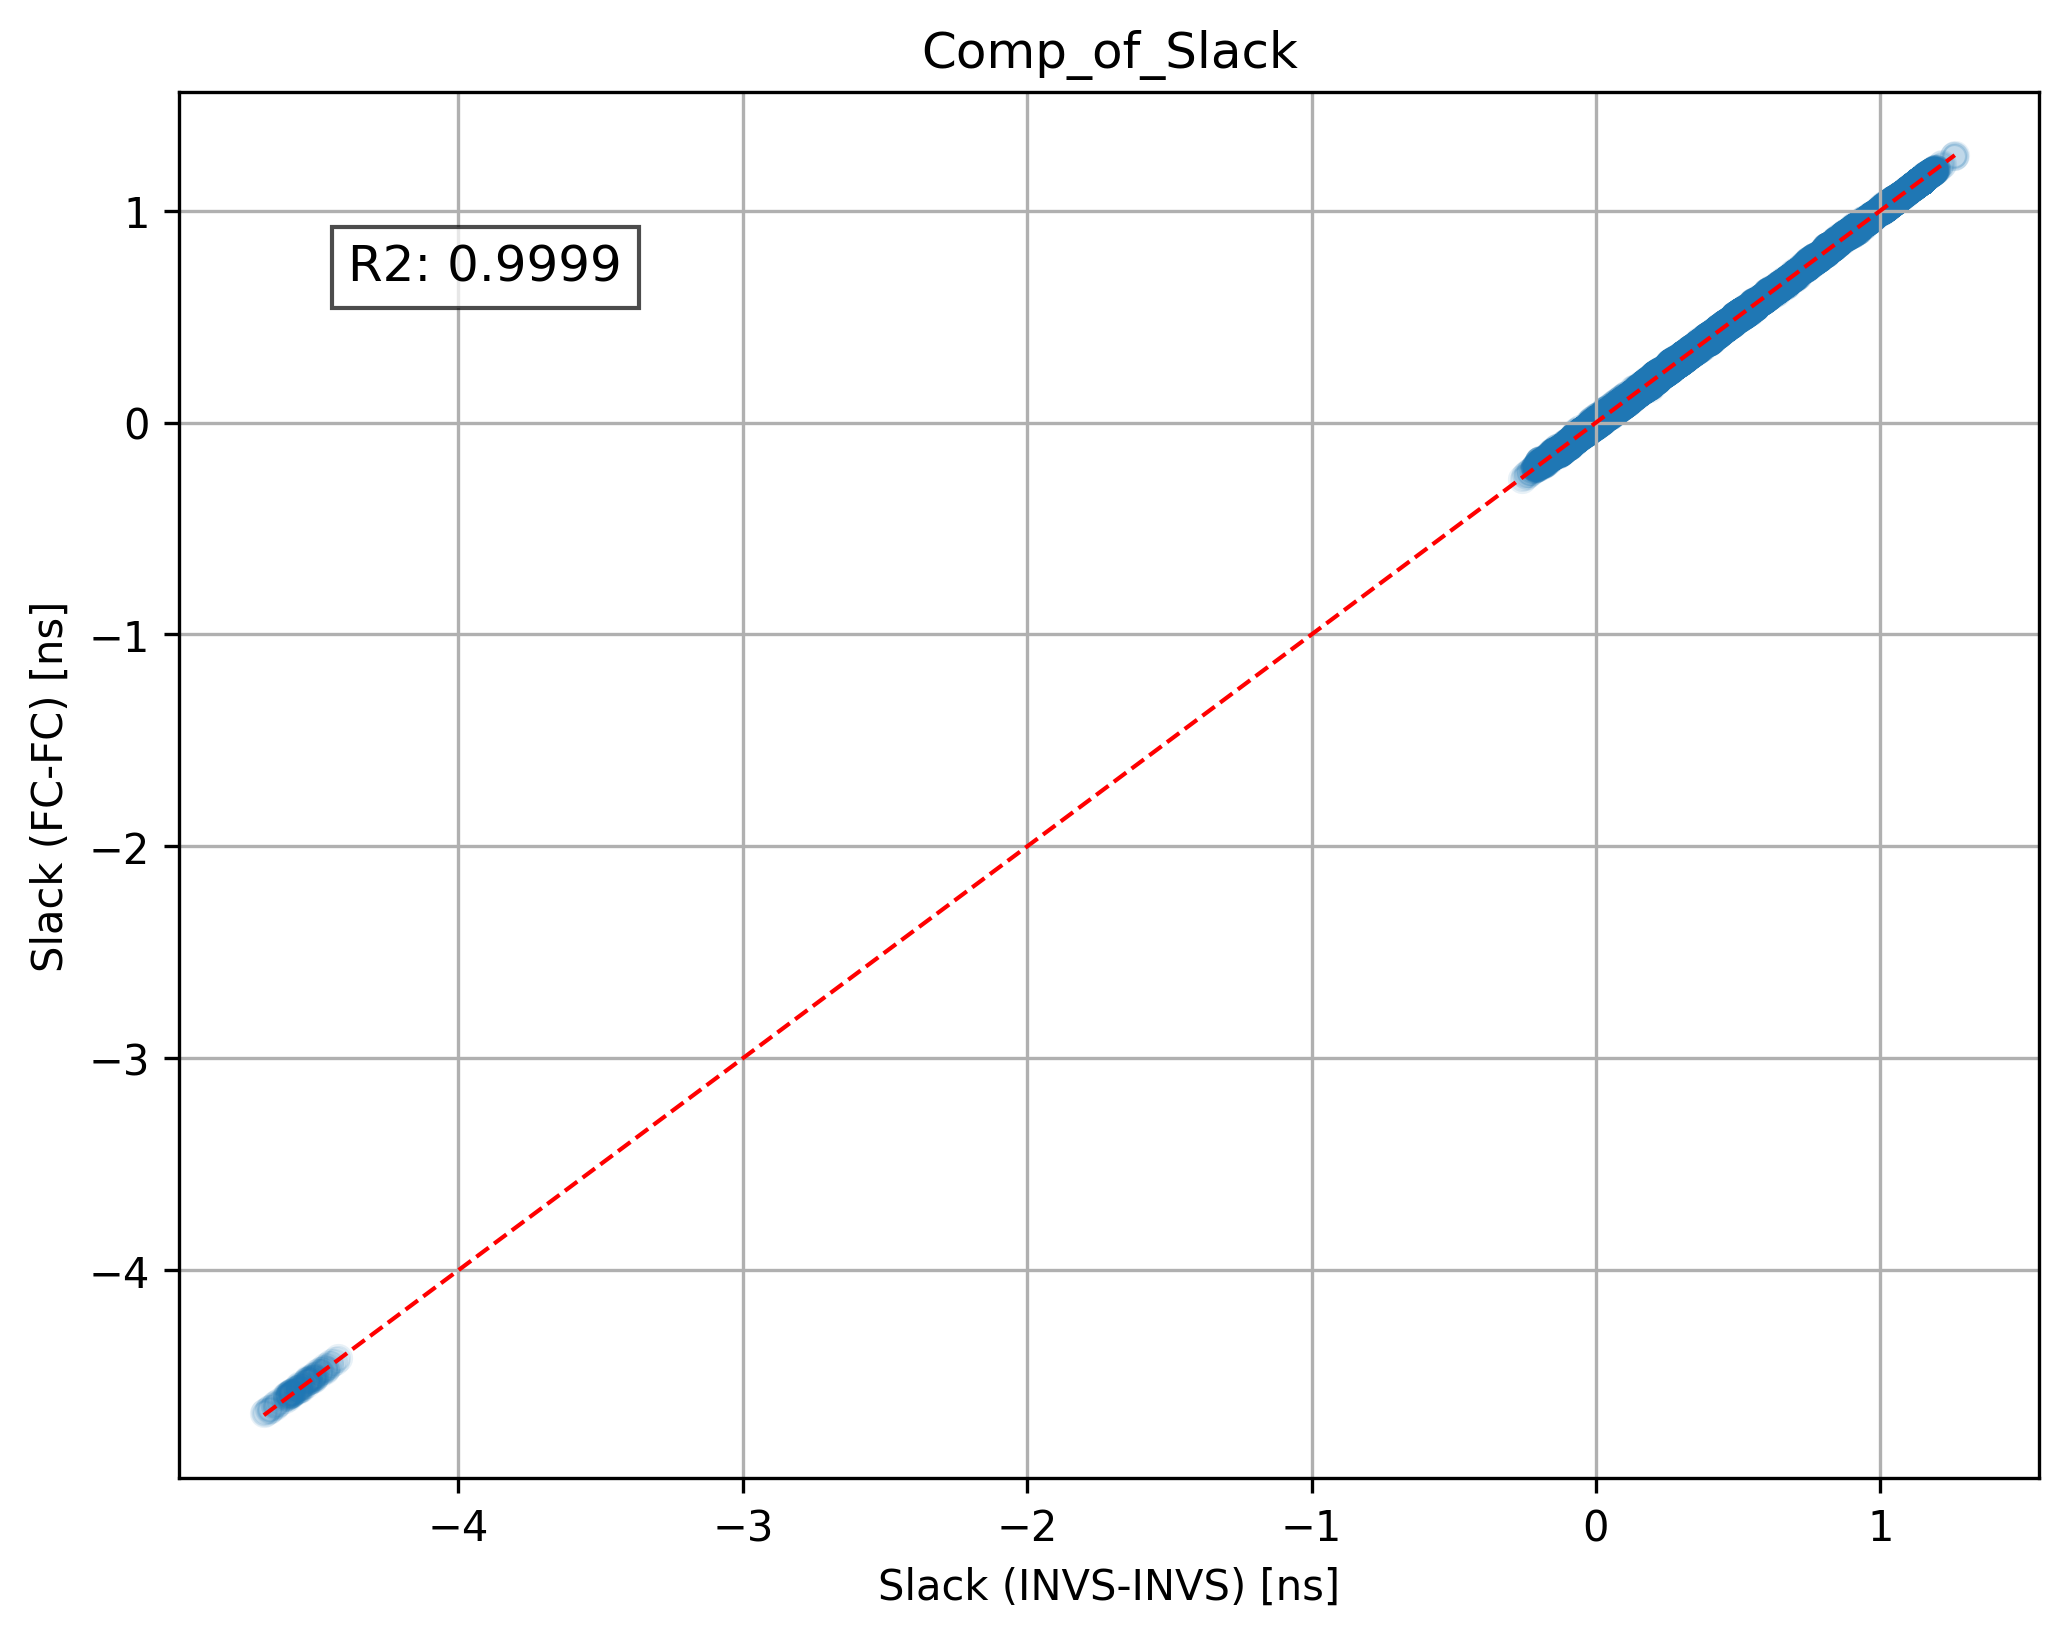 Comp_of_Slack
R2: 0.9999
1
0
−1
−2
−3
−4
Slack (FC-FC) [ns]
−4 −3 −2 −1 0 1
Slack (INVS-INVS) [ns]